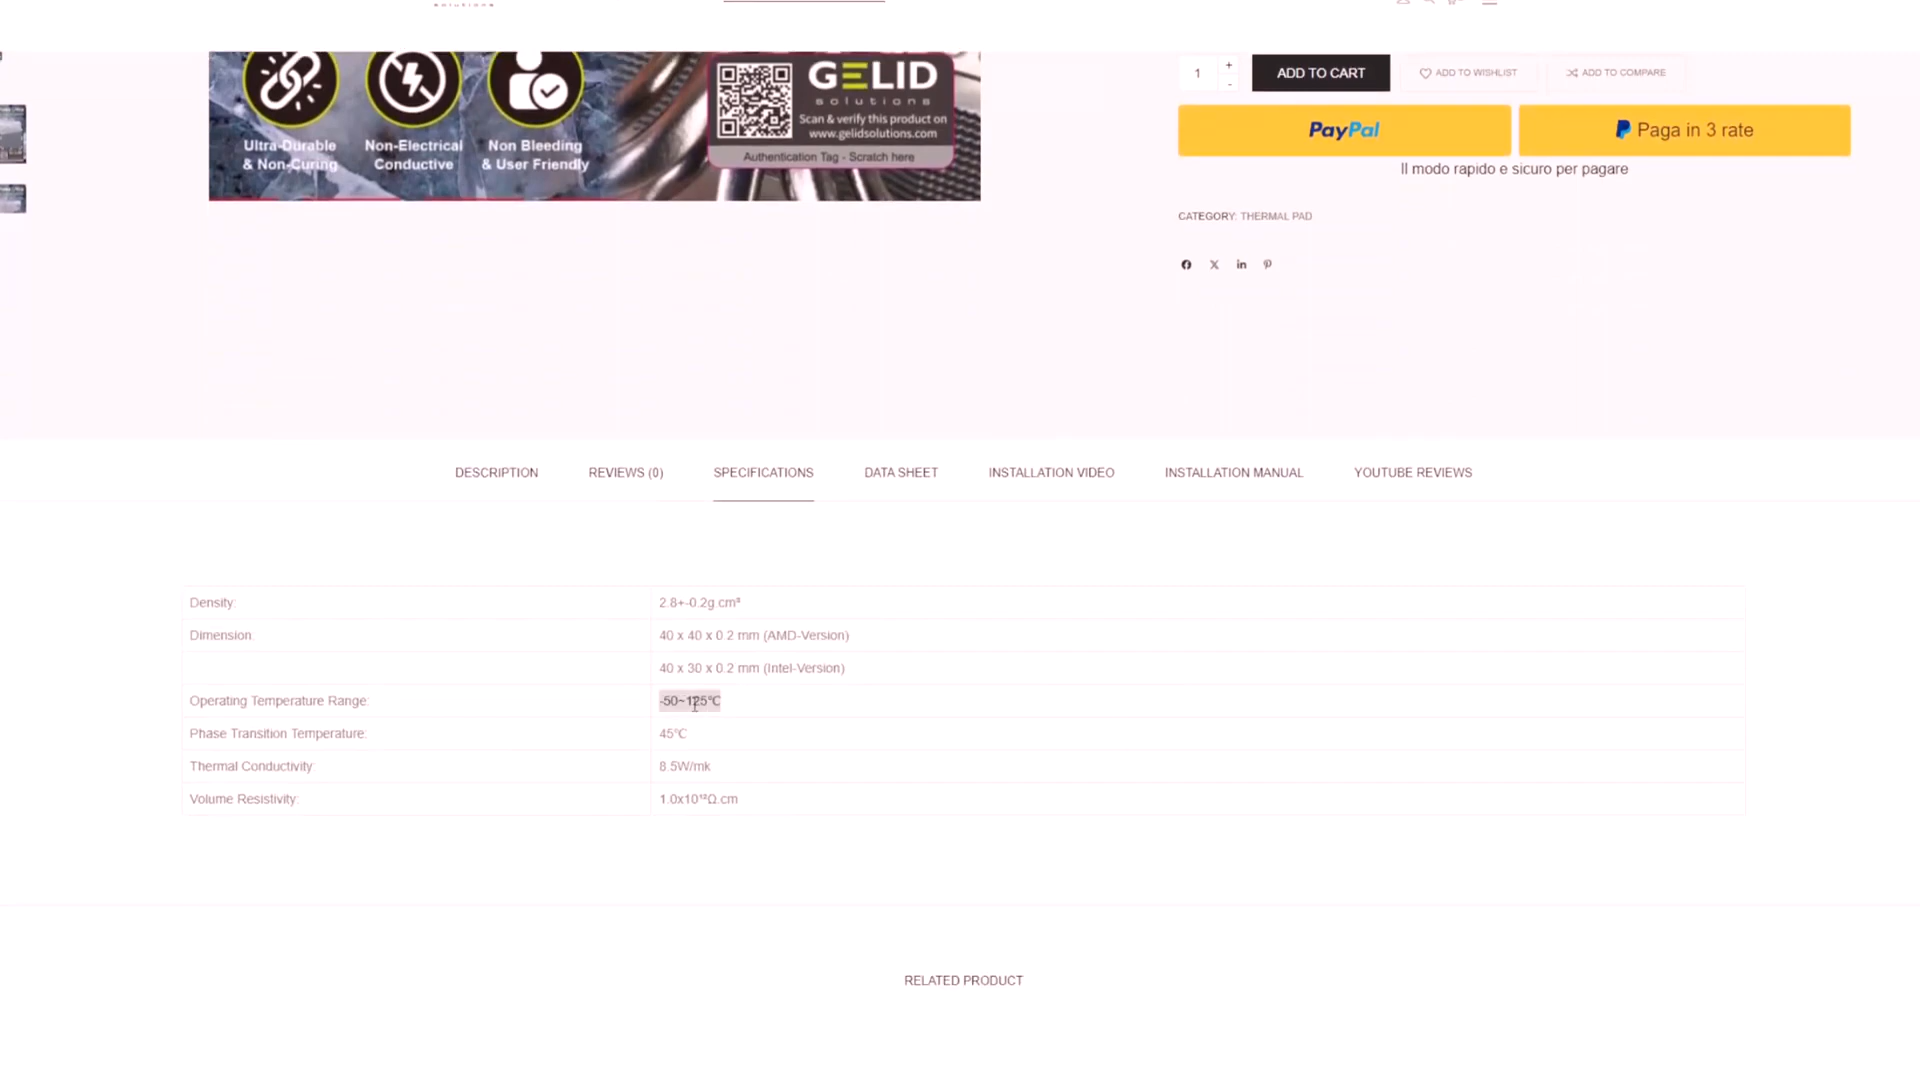 solutions
Ultra-Durable
& Non-Curing
Non-Electrical
Conductive
Non Bleeding
& User Friendly
GELID
solutions
Scan & verify this product on
www.gelidsolutions.com
Authentication Tag - Scratch here
1
+
-
ADD TO CART
ADD TO WISHLIST
ADD TO COMPARE
PayPal
Paga in 3 rate
Il modo rapido e sicuro per pagare
CATEGORY: THERMAL PAD
DESCRIPTION
REVIEWS (0)
SPECIFICATIONS
DATA SHEET
INSTALLATION VIDEO
INSTALLATION MANUAL
YOUTUBE REVIEWS
Density: 2.8+-0.2g.cm³
Dimension: 40 x 40 x 0.2 mm (AMD-Version)
40 x 30 x 0.2 mm (Intel-Version)
Operating Temperature Range: -50~125°C
Phase Transition Temperature: 45°C
Thermal Conductivity: 8.5W/mk
Volume Resistivity: 1.0x10¹³Ω.cm
RELATED PRODUCT